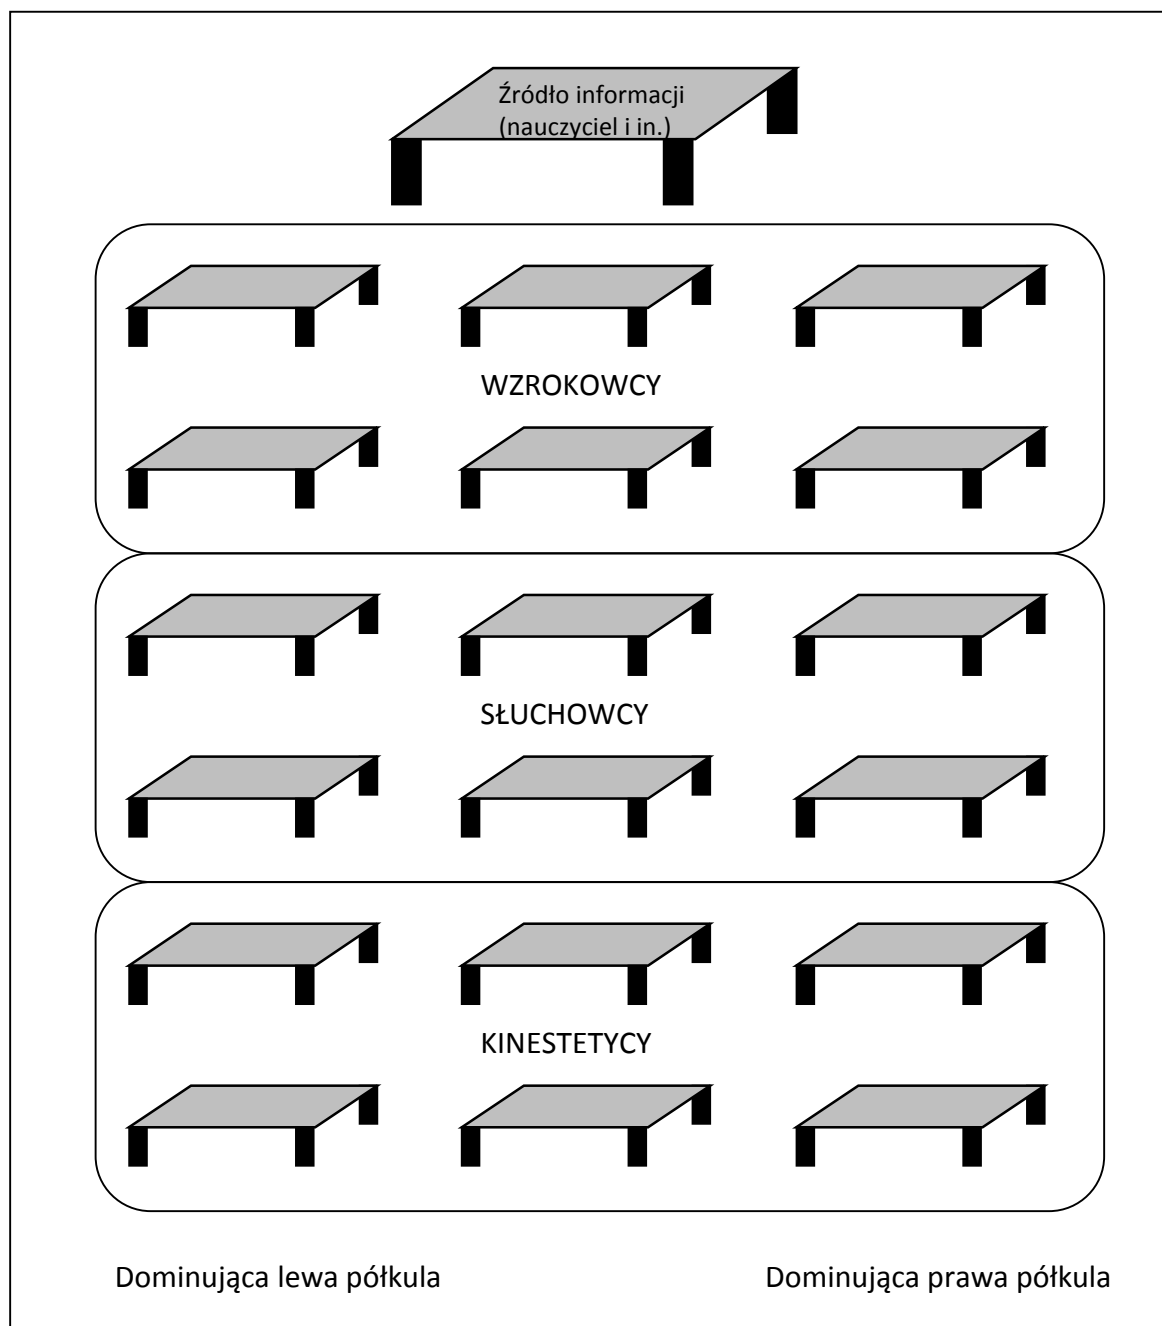 Źródło informacji
(nauczyciel i in.)
WZROKOWCY
SŁUCHOWCY
KINESTETYCY
Dominująca lewa półkula
Dominująca prawa półkula